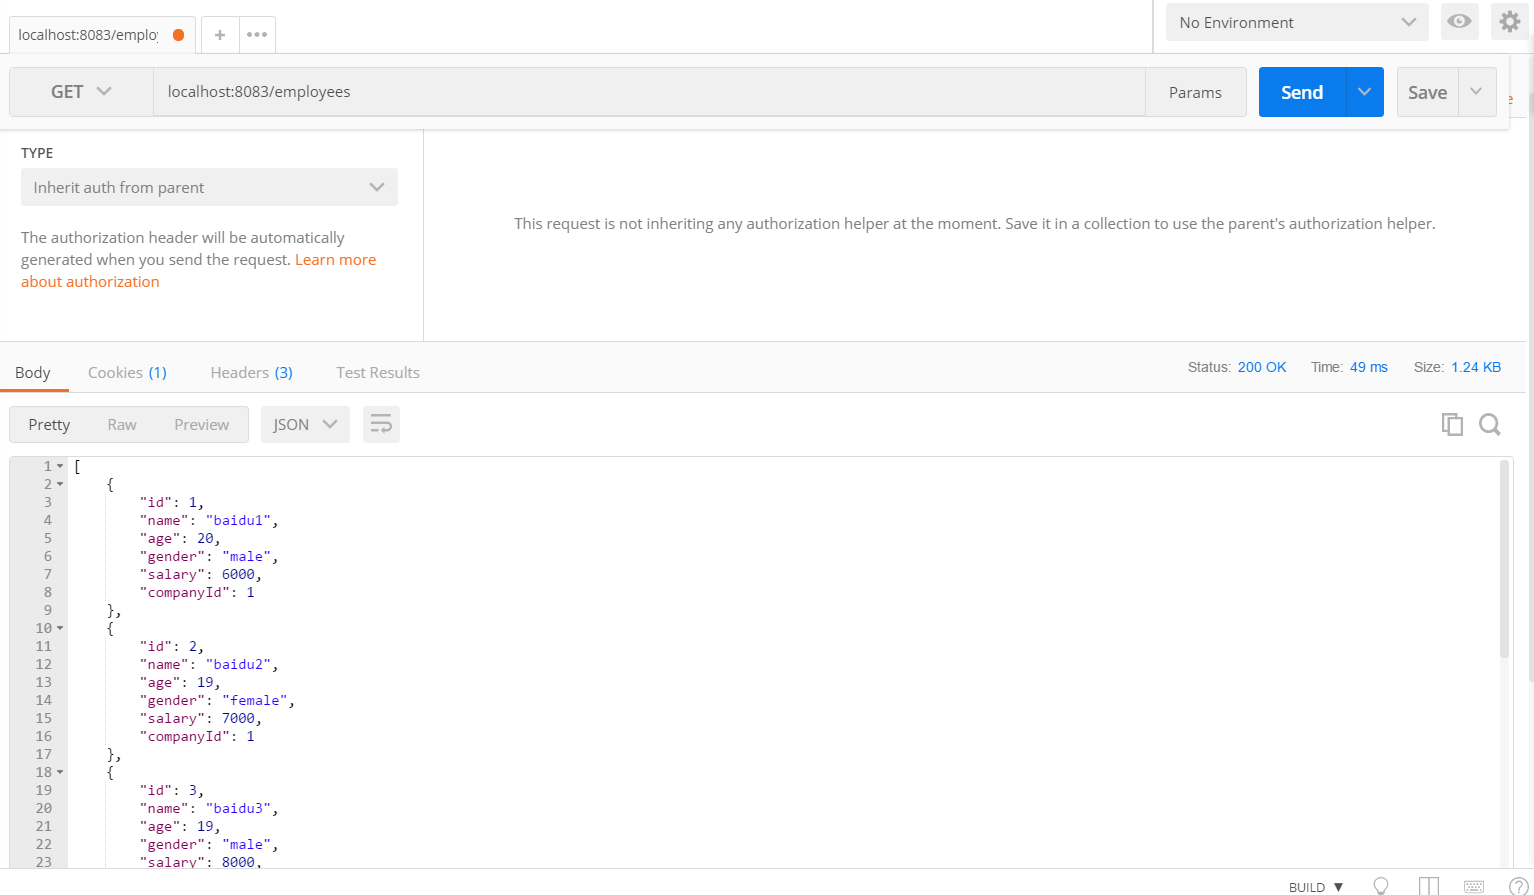 localhost:8083/emplo
+
•••
No Environment
GET
localhost:8083/employees
Params
Send
Save
TYPE
Inherit auth from parent
The authorization header will be automatically
generated when you send the request. Learn more
about authorization
This request is not inheriting any authorization helper at the moment. Save it in a collection to use the parent's authorization helper.
Body
Cookies (1)
Headers (3)
Test Results
Status: 200 OK
Time: 49 ms
Size: 1.24 KB
Pretty
Raw
Preview
JSON
1 [
2 {
3 "id": 1,
4 "name": "baidu1",
5 "age": 20,
6 "gender": "male",
7 "salary": 6000,
8 "companyId": 1
9 },
10 {
11 "id": 2,
12 "name": "baidu2",
13 "age": 19,
14 "gender": "female",
15 "salary": 7000,
16 "companyId": 1
17 },
18 {
19 "id": 3,
20 "name": "baidu3",
21 "age": 19,
22 "gender": "male",
23 "salary": 8000,
BUILD